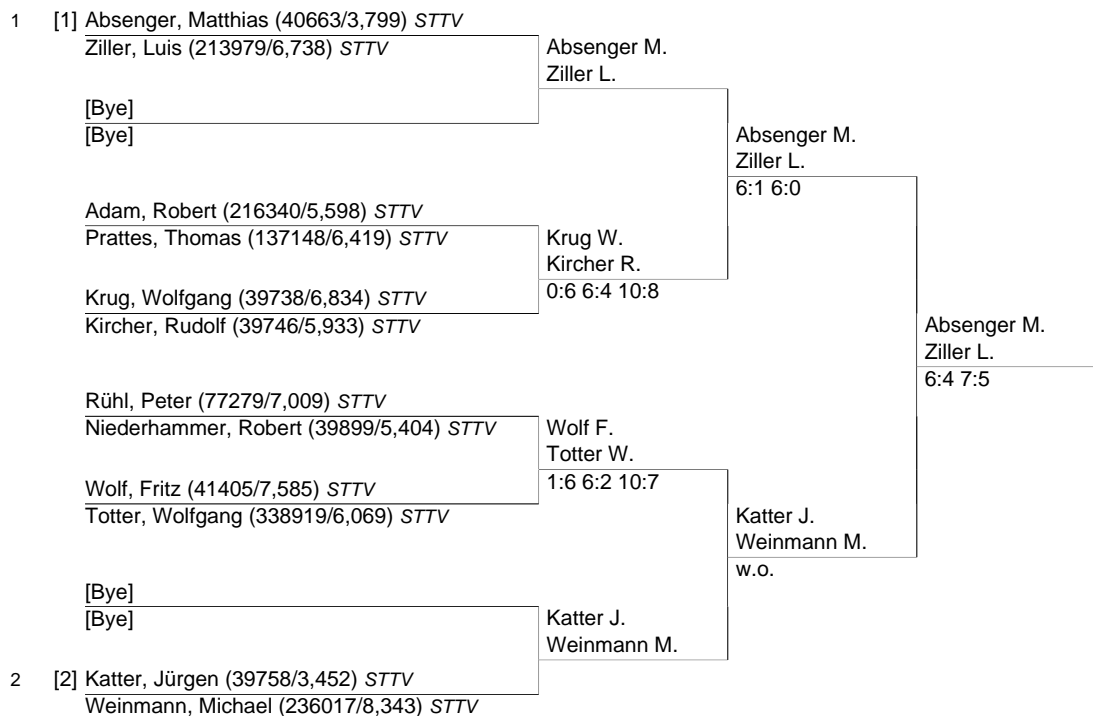 1 [1] Absenger, Matthias (40663/3,799) STTV
Ziller, Luis (213979/6,738) STTV
Absenger M.
Ziller L.
[Bye]
[Bye]
Absenger M.
Ziller L.
6:1 6:0
Adam, Robert (216340/5,598) STTV
Prattes, Thomas (137148/6,419) STTV
Krug W.
Kircher R.
0:6 6:4 10:8
Krug, Wolfgang (39738/6,834) STTV
Kircher, Rudolf (39746/5,933) STTV
Absenger M.
Ziller L.
6:4 7:5
Rühl, Peter (77279/7,009) STTV
Niederhammer, Robert (39899/5,404) STTV
Wolf F.
Totter W.
1:6 6:2 10:7
Wolf, Fritz (41405/7,585) STTV
Totter, Wolfgang (338919/6,069) STTV
Katter J.
Weinmann M.
w.o.
[Bye]
[Bye]
Katter J.
Weinmann M.
2 [2] Katter, Jürgen (39758/3,452) STTV
Weinmann, Michael (236017/8,343) STTV